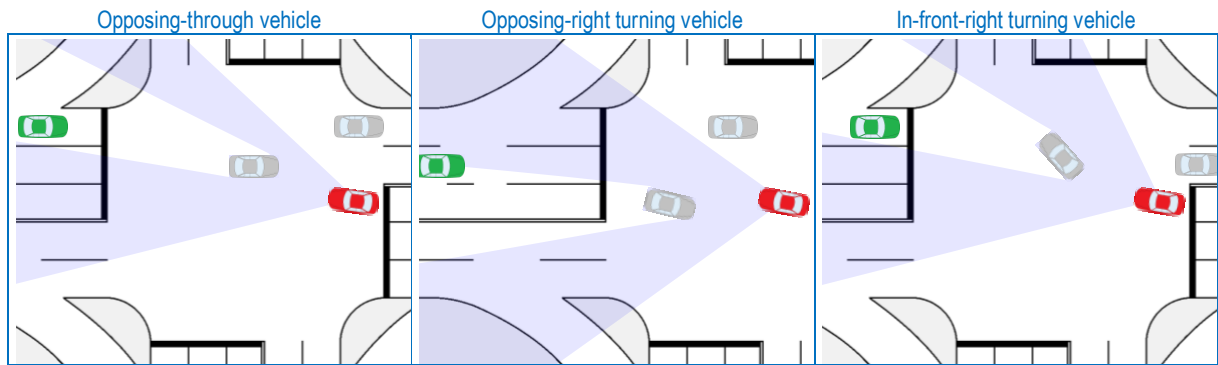 Opposing-through vehicle
Opposing-right turning vehicle
In-front-right turning vehicle